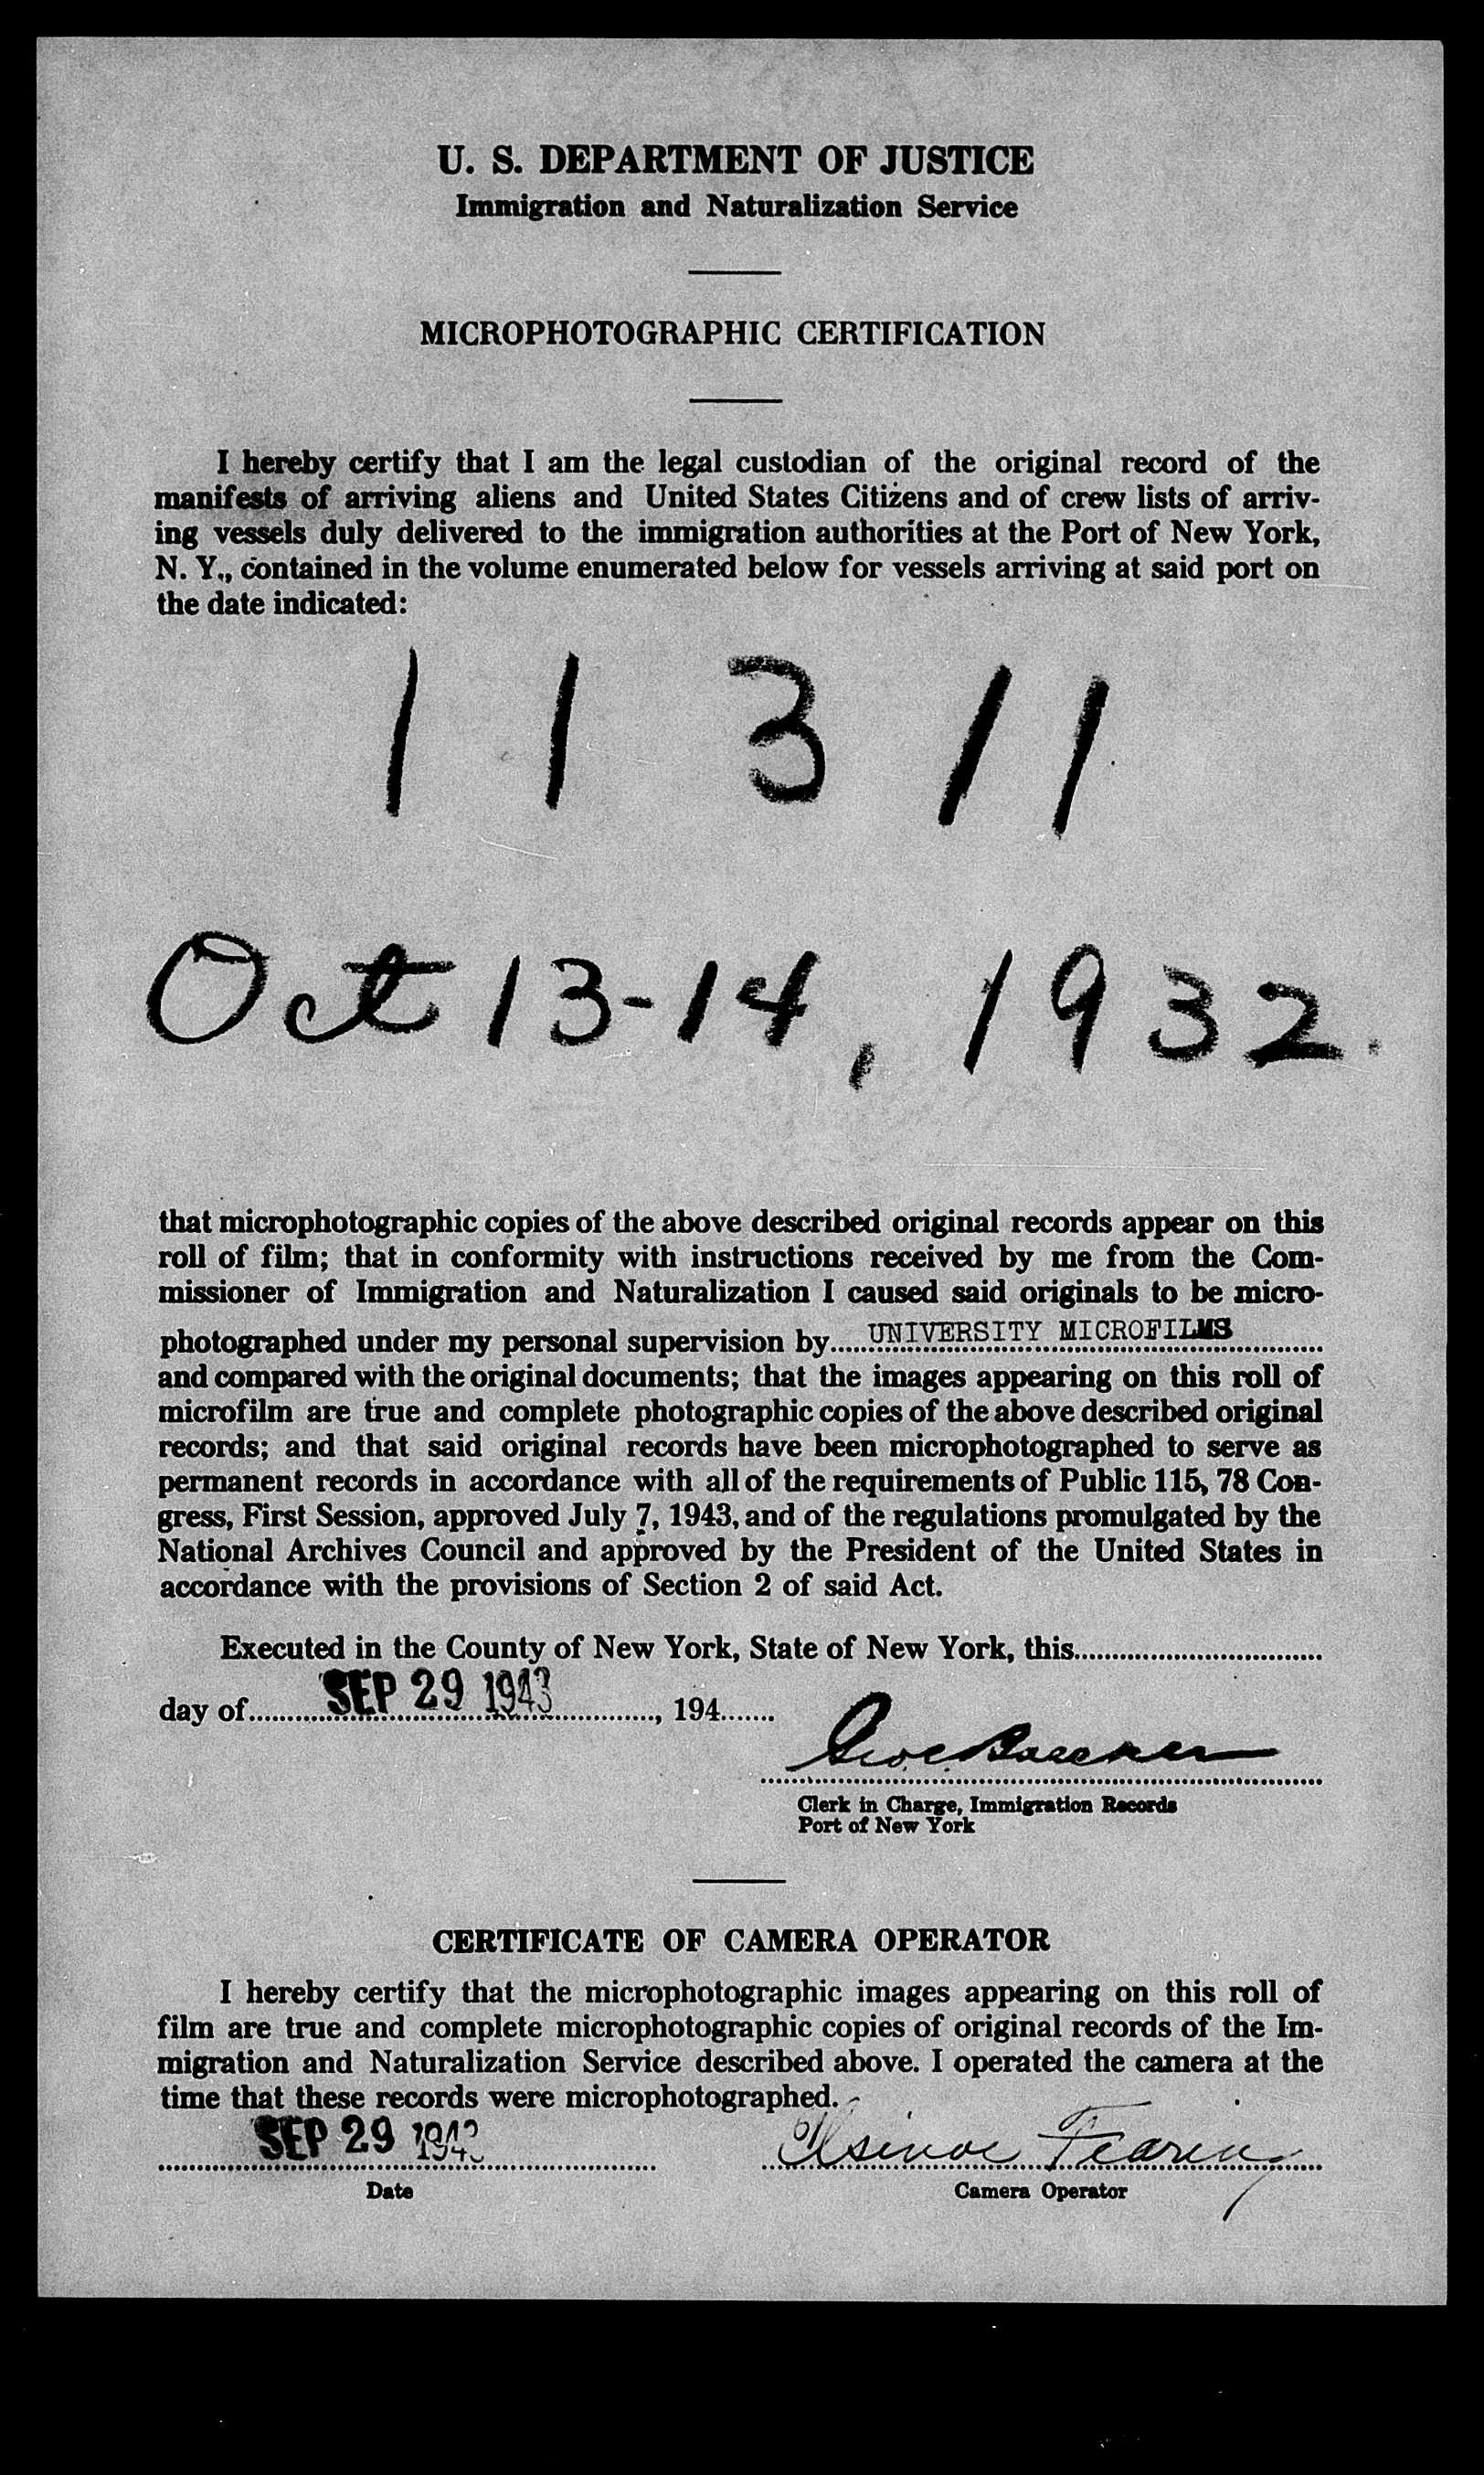 U. S. DEPARTMENT OF JUSTICE
Immigration and Naturalization Service
MICROPHOTOGRAPHIC CERTIFICATION
I hereby certify that I am the legal custodian of the original record of the
manifests of arriving aliens and United States Citizens and of crew lists of arriv-
ing vessels duly delivered to the immigration authorities at the Port of New York,
N. Y., contained in the volume enumerated below for vessels arriving at said port on
the date indicated:
11311
Oct 13-14, 1932.
that microphotographic copies of the above described original records appear on this
roll of film; that in conformity with instructions received by me from the Com-
missioner of Immigration and Naturalization I caused said originals to be micro-
photographed under my personal supervision by UNIVERSITY MICROFILMS
and compared with the original documents; that the images appearing on this roll of
microfilm are true and complete photographic copies of the above described original
records; and that said original records have been microphotographed to serve as
permanent records in accordance with all of the requirements of Public 115, 78 Con-
gress, First Session, approved July 7, 1943, and of the regulations promulgated by the
National Archives Council and approved by the President of the United States in
accordance with the provisions of Section 2 of said Act.
Executed in the County of New York, State of New York, this
day of SEP 29 1943, 194
Clerk in Charge, Immigration Records
Port of New York
CERTIFICATE OF CAMERA OPERATOR
I hereby certify that the microphotographic images appearing on this roll of
film are true and complete microphotographic copies of original records of the Im-
migration and Naturalization Service described above. I operated the camera at the
time that these records were microphotographed.
SEP 29 1943 Fearing
Date Camera Operator